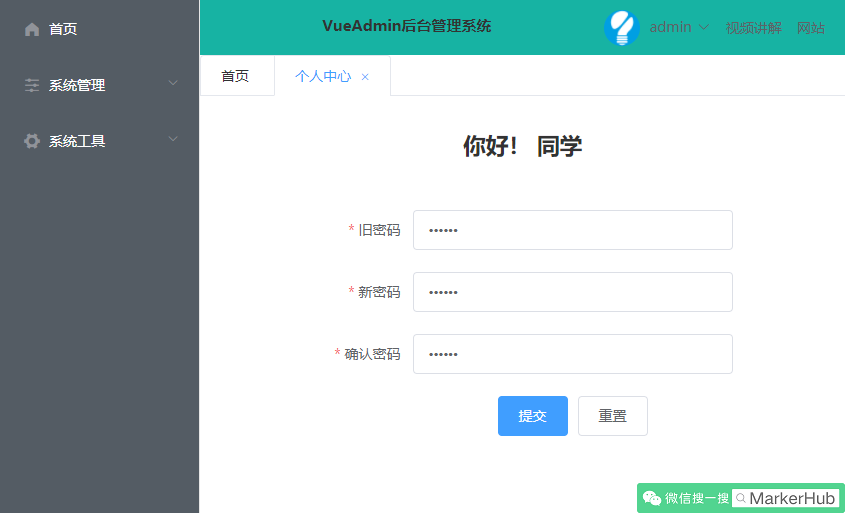 首页
系统管理
系统工具
VueAdmin后台管理系统
admin 视频讲解 网站
首页 个人中心 ×
你好！ 同学
* 旧密码 ••••••
* 新密码 ••••••
* 确认密码 ••••••
提交 重置
微信搜一搜 MarkerHub